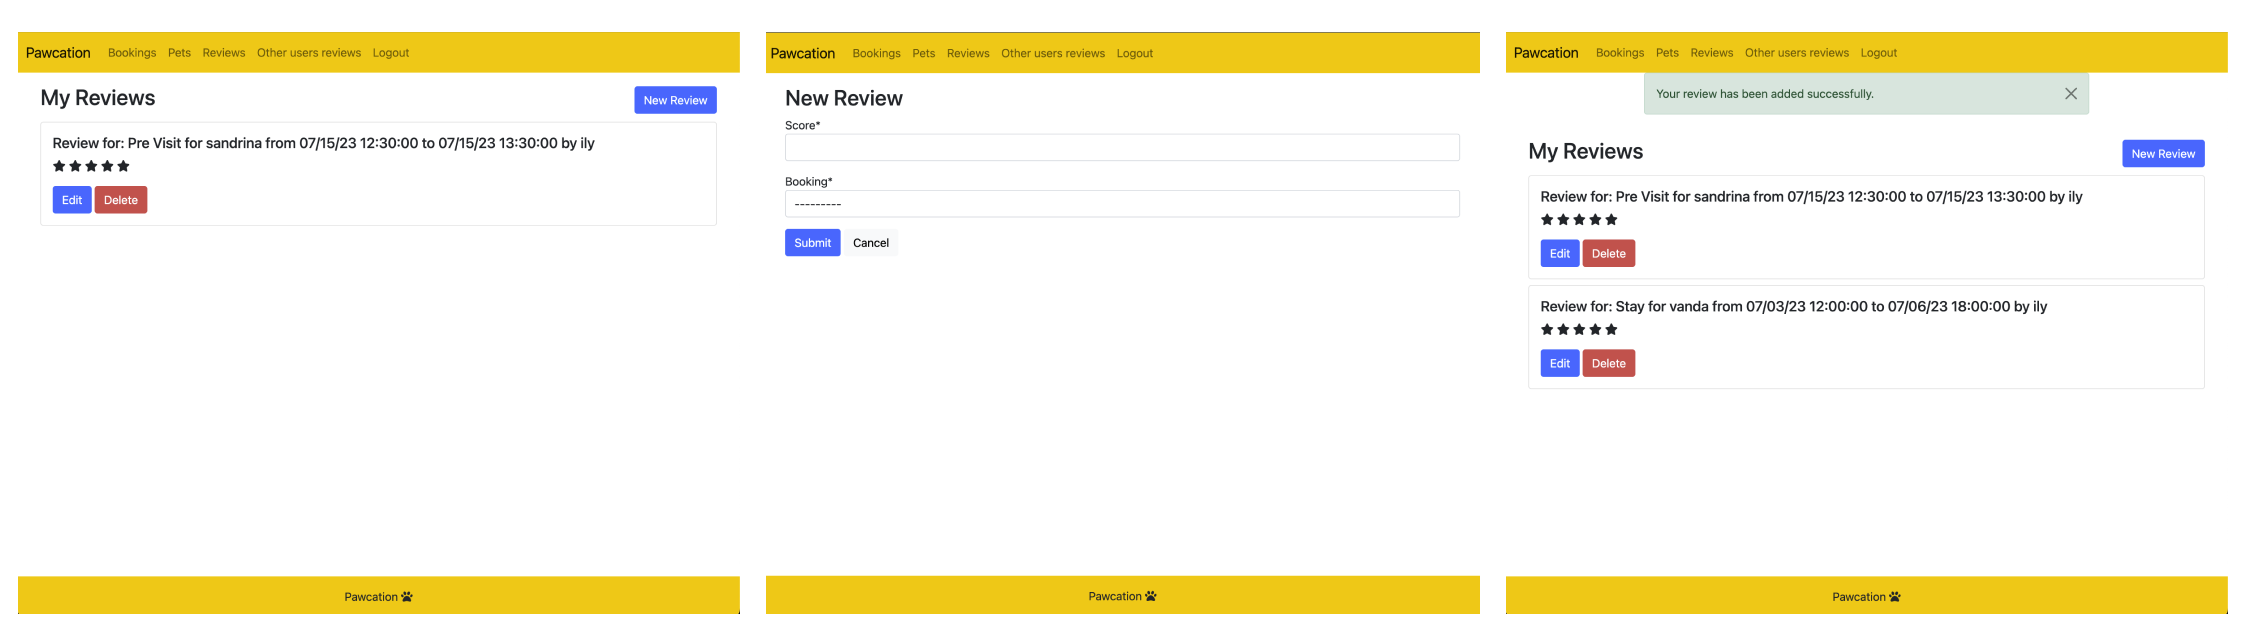 Pawcation Bookings Pets Reviews Other users reviews Logout
My Reviews
New Review
Review for: Pre Visit for sandrina from 07/15/23 12:30:00 to 07/15/23 13:30:00 by ily
Edit Delete
Pawcation
Pawcation Bookings Pets Reviews Other users reviews Logout
New Review
Score*
Booking*
---------
Submit Cancel
Pawcation
Pawcation Bookings Pets Reviews Other users reviews Logout
Your review has been added successfully.
My Reviews
New Review
Review for: Pre Visit for sandrina from 07/15/23 12:30:00 to 07/15/23 13:30:00 by ily
Edit Delete
Review for: Stay for vanda from 07/03/23 12:00:00 to 07/06/23 18:00:00 by ily
Edit Delete
Pawcation